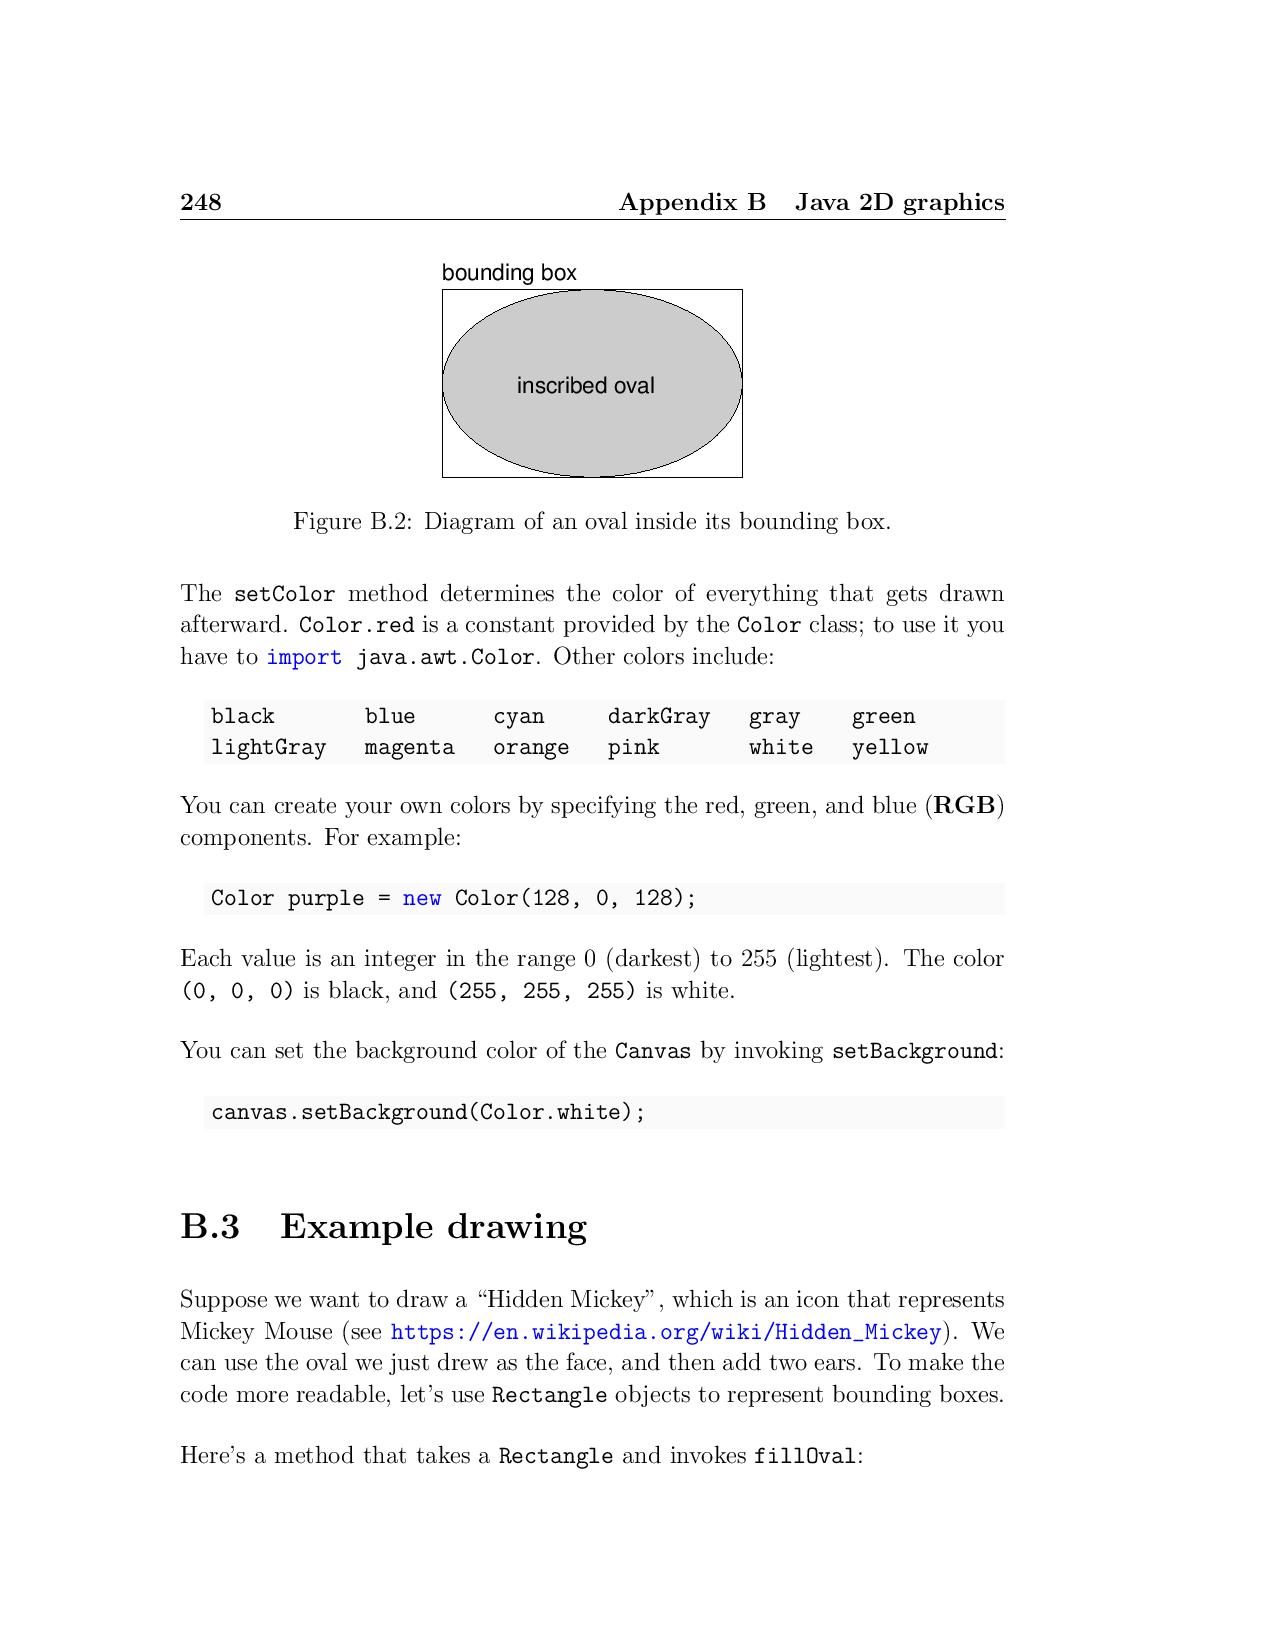 248 Appendix B Java 2D graphics
bounding box
inscribed oval
Figure B.2: Diagram of an oval inside its bounding box.
The setColor method determines the color of everything that gets drawn
afterward. Color.red is a constant provided by the Color class; to use it you
have to import java.awt.Color. Other colors include:
black blue cyan darkGray gray green
lightGray magenta orange pink white yellow
You can create your own colors by specifying the red, green, and blue (RGB)
components. For example:
Color purple = new Color(128, 0, 128);
Each value is an integer in the range 0 (darkest) to 255 (lightest). The color
(0, 0, 0) is black, and (255, 255, 255) is white.
You can set the background color of the Canvas by invoking setBackground:
canvas.setBackground(Color.white);
B.3 Example drawing
Suppose we want to draw a “Hidden Mickey”, which is an icon that represents
Mickey Mouse (see https://en.wikipedia.org/wiki/Hidden_Mickey). We
can use the oval we just drew as the face, and then add two ears. To make the
code more readable, let’s use Rectangle objects to represent bounding boxes.
Here’s a method that takes a Rectangle and invokes fillOval: